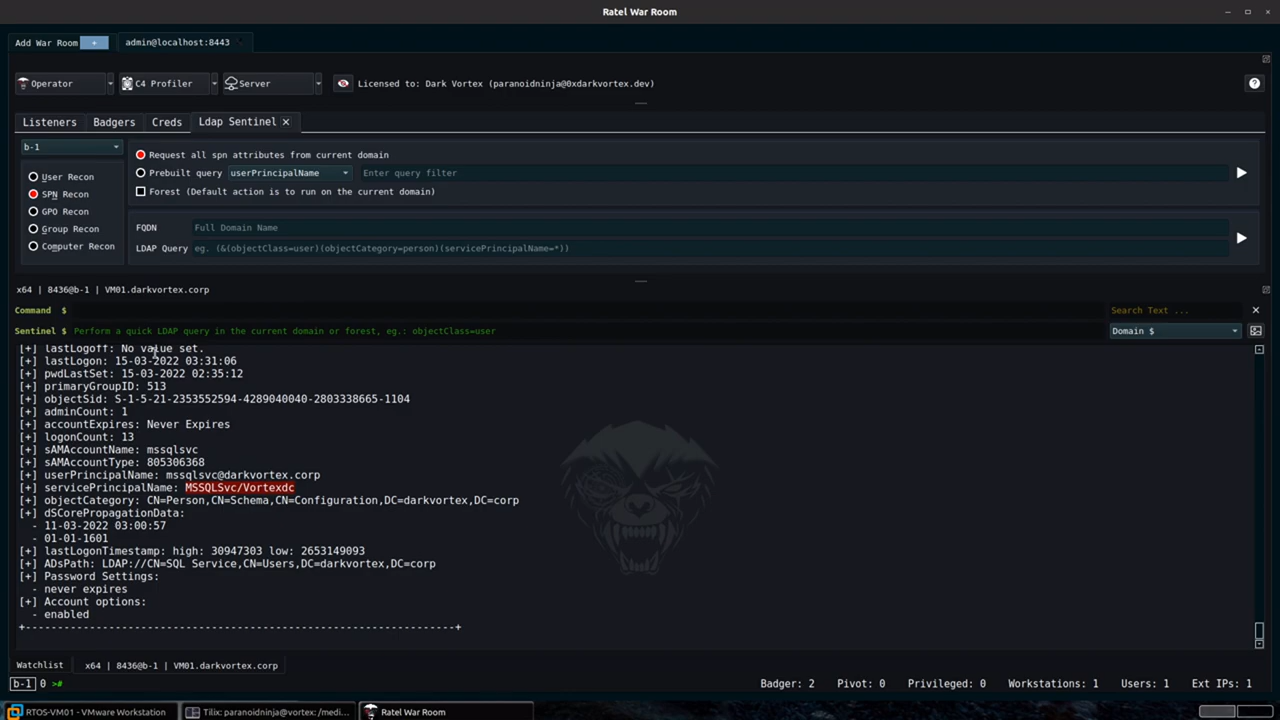 Ratel War Room
Add War Room + admin@localhost:8443
Operator C4 Profiler Server Licensed to: Dark Vortex (paranoidninja@0xdarkvortex.dev) ?
Listeners Badgers Creds Ldap Sentinel ×
b-1
Request all spn attributes from current domain
User Recon Prebuilt query userPrincipalName Enter query filter
SPN Recon Forest (Default action is to run on the current domain)
GPO Recon
Group Recon FQDN Full Domain Name
Computer Recon LDAP Query eg. (&(objectClass=user)(objectCategory=person)(servicePrincipalName=*))
x64 | 8436@b-1 | VM01.darkvortex.corp
Command $ Search Text ...
Sentinel $ Perform a quick LDAP query in the current domain or forest, eg.: objectClass=user Domain $
[+] lastLogoff: No value set.
[+] lastLogon: 15-03-2022 03:31:06
[+] pwdLastSet: 15-03-2022 02:35:12
[+] primaryGroupID: 513
[+] objectSid: S-1-5-21-2353552594-4289040040-2803338665-1104
[+] adminCount: 1
[+] accountExpires: Never Expires
[+] logonCount: 13
[+] sAMAccountName: mssqlsvc
[+] sAMAccountType: 805306368
[+] userPrincipalName: mssqlsvc@darkvortex.corp
[+] servicePrincipalName: MSSQLSvc/Vortexdc
[+] objectCategory: CN=Person,CN=Schema,CN=Configuration,DC=darkvortex,DC=corp
[+] dSCorePropagationData:
- 11-03-2022 03:00:57
- 01-01-1601
[+] lastLogonTimestamp: high: 30947303 low: 2653149093
[+] ADsPath: LDAP://CN=SQL Service,CN=Users,DC=darkvortex,DC=corp
[+] Password Settings:
- never expires
[+] Account options:
- enabled
+-------------------------------------------------------------------+
Watchlist x64 | 8436@b-1 | VM01.darkvortex.corp
b-1 0 ># Badger: 2 Pivot: 0 Privileged: 0 Workstations: 1 Users: 1 Ext IPs: 1
RTOS-VM01 - VMware Workstation Tilix: paranoidninja@vortex: /medi... Ratel War Room